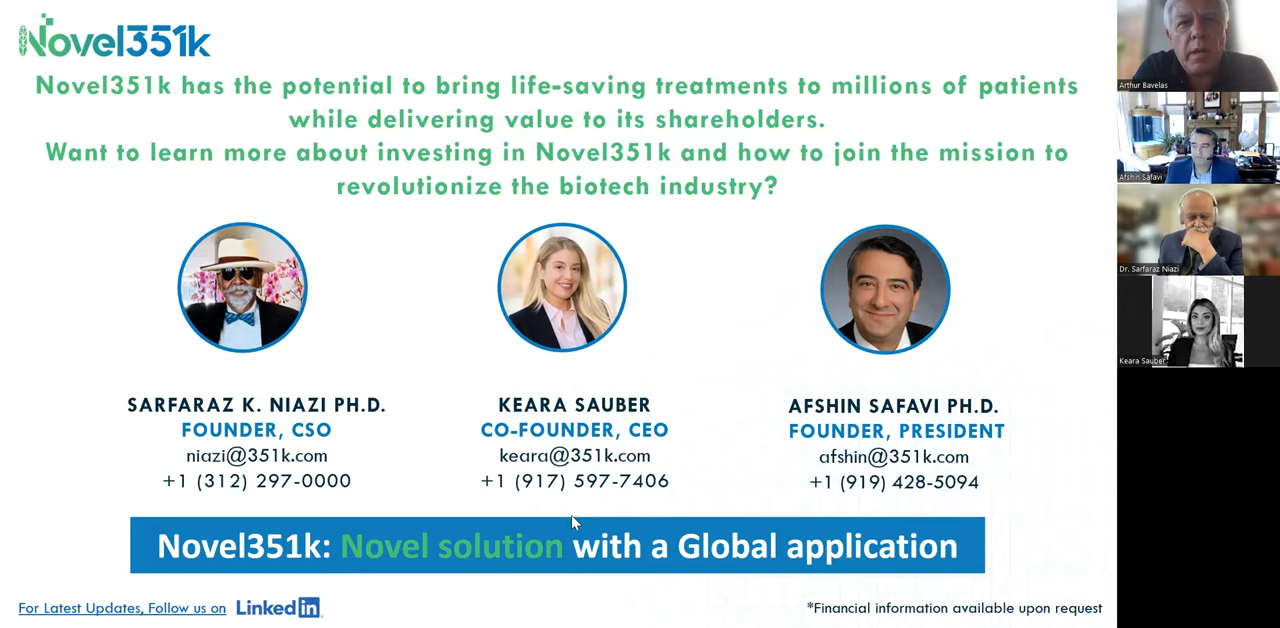 Novel351k
Novel351k has the potential to bring life-saving treatments to millions of patients
while delivering value to its shareholders.
Want to learn more about investing in Novel351k and how to join the mission to
revolutionize the biotech industry?
SARFARAZ K. NIAZI PH.D.
FOUNDER, CSO
niazi@351k.com
+1 (312) 297-0000
KEARA SAUBER
CO-FOUNDER, CEO
keara@351k.com
+1 (917) 597-7406
AFSHIN SAFAVI PH.D.
FOUNDER, PRESIDENT
afshin@351k.com
+1 (919) 428-5094
Novel351k: Novel solution with a Global application
For Latest Updates, Follow us on LinkedIn
*Financial information available upon request
Arthur Bavelas
Afshin Safavi
Dr. Sarfaraz Niazi
Keara Sauber